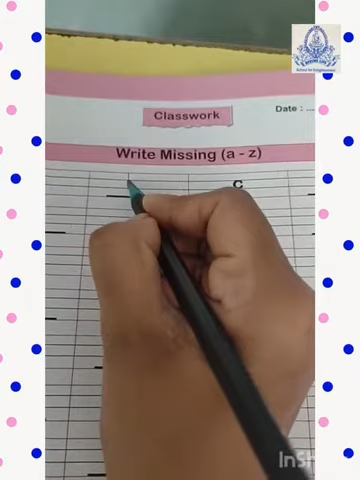 Classwork
Date : ....
Write Missing (a - z)
c
InSh